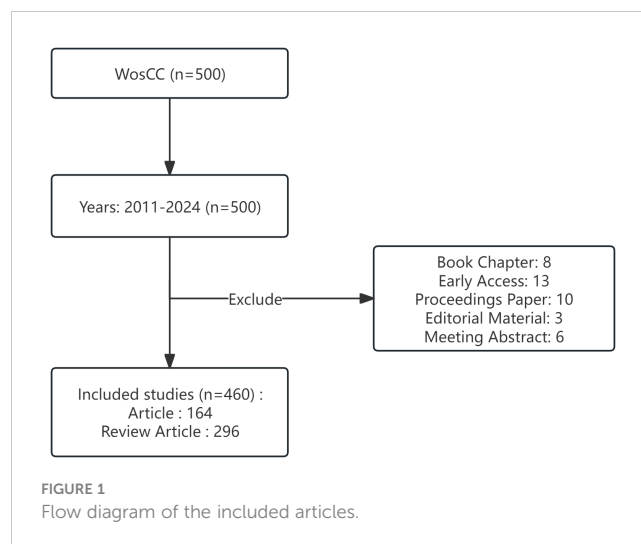 WosCC (n=500)
Years: 2011-2024 (n=500)
Exclude
Book Chapter: 8
Early Access: 13
Proceedings Paper: 10
Editorial Material: 3
Meeting Abstract: 6
Included studies (n=460) :
Article : 164
Review Article : 296
FIGURE 1
Flow diagram of the included articles.